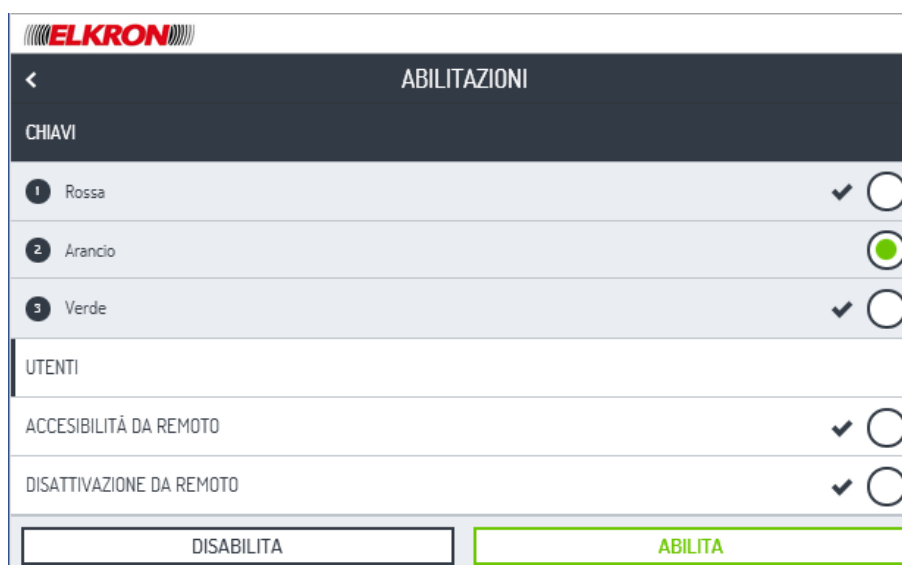 ELKRON
ABILITAZIONI
CHIAVI
1 Rossa
2 Arancio
3 Verde
UTENTI
ACCESIBILITÀ DA REMOTO
DISATTIVAZIONE DA REMOTO
DISABILITA ABILITA